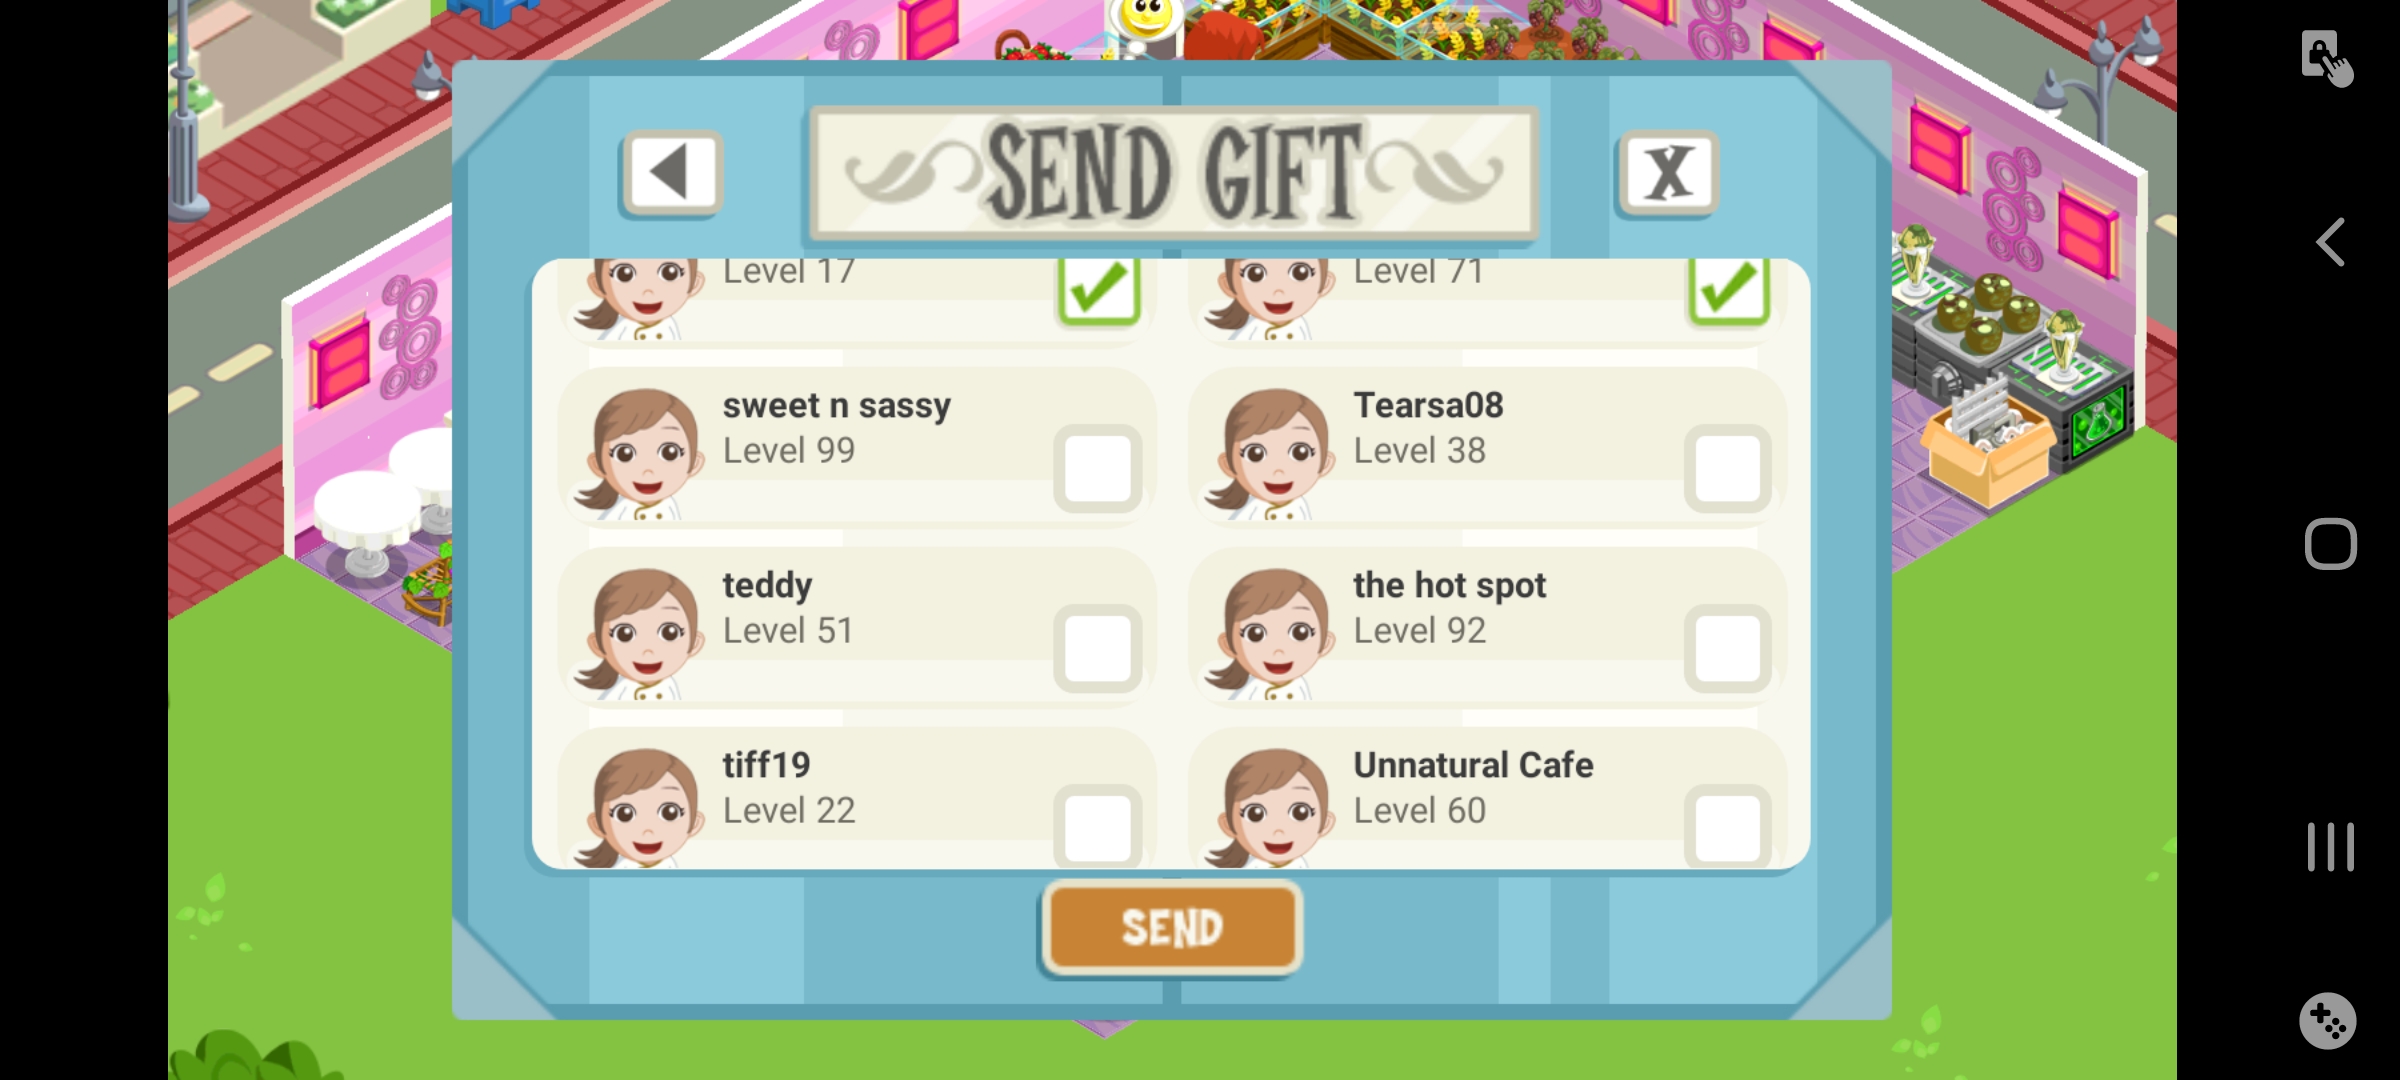 SEND GIFT
X
Level 17
Level 71
sweet n sassy
Level 99
Tearsa08
Level 38
teddy
Level 51
the hot spot
Level 92
tiff19
Level 22
Unnatural Cafe
Level 60
SEND